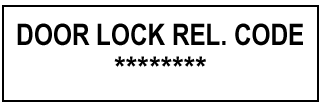 DOOR LOCK REL. CODE
********